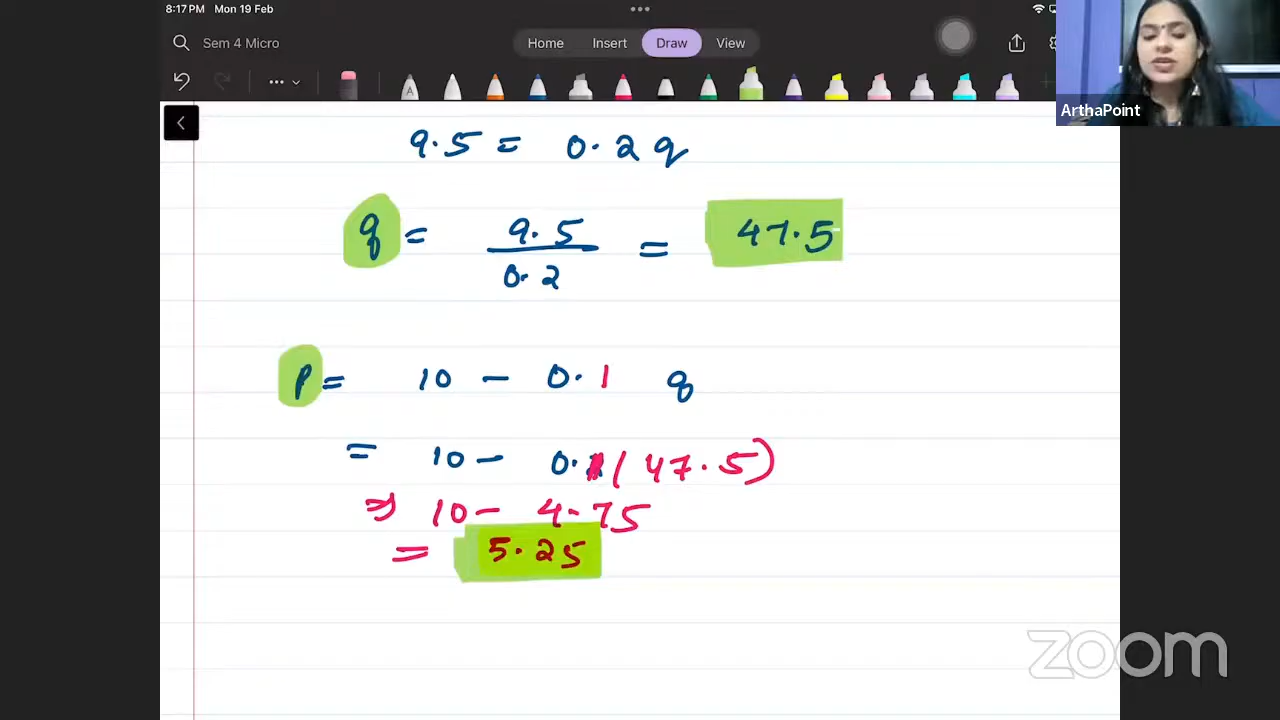 8:17 PM Mon 19 Feb
Sem 4 Micro
Home Insert Draw View
A
ArthaPoint
9.5 = 0.2 q
q = 9.5 / 0.2 = 47.5
p = 10 - 0.1 q
= 10 - 0.1 (47.5)
⇒ 10 - 4.75
= 5.25
zoom